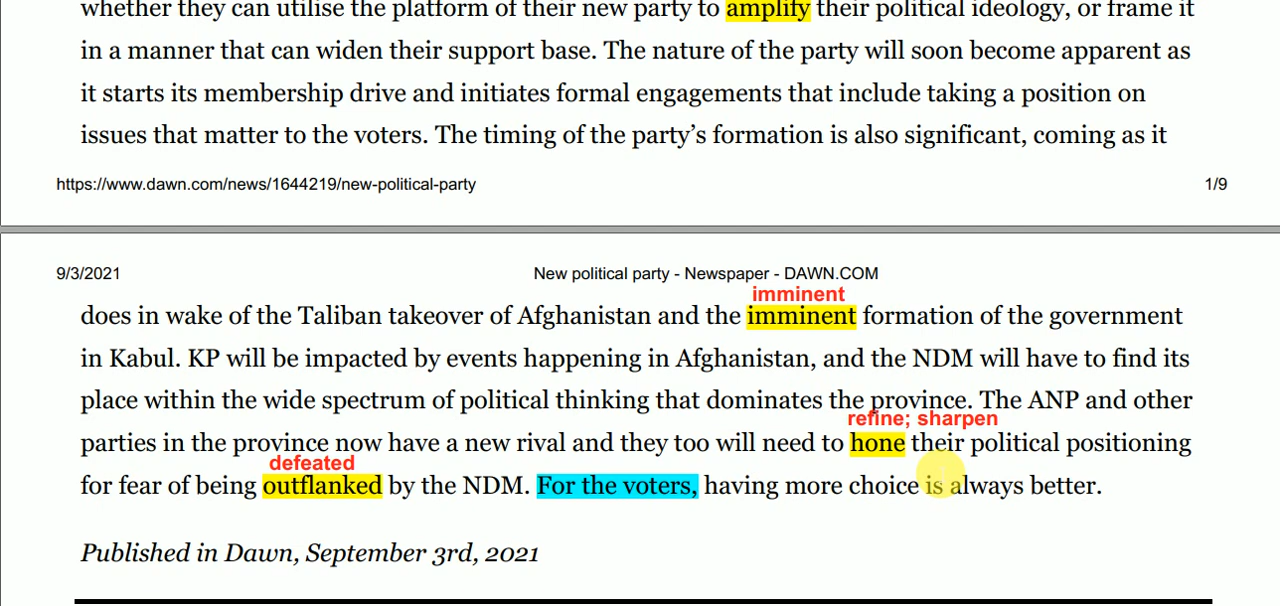 whether they can utilise the platform of their new party to amplify their political ideology, or frame it
in a manner that can widen their support base. The nature of the party will soon become apparent as
it starts its membership drive and initiates formal engagements that include taking a position on
issues that matter to the voters. The timing of the party's formation is also significant, coming as it
https://www.dawn.com/news/1644219/new-political-party 1/9
9/3/2021 New political party - Newspaper - DAWN.COM
imminent
does in wake of the Taliban takeover of Afghanistan and the imminent formation of the government
in Kabul. KP will be impacted by events happening in Afghanistan, and the NDM will have to find its
place within the wide spectrum of political thinking that dominates the province. The ANP and other
refine; sharpen
parties in the province now have a new rival and they too will need to hone their political positioning
defeated
for fear of being outflanked by the NDM. For the voters, having more choice is always better.
Published in Dawn, September 3rd, 2021